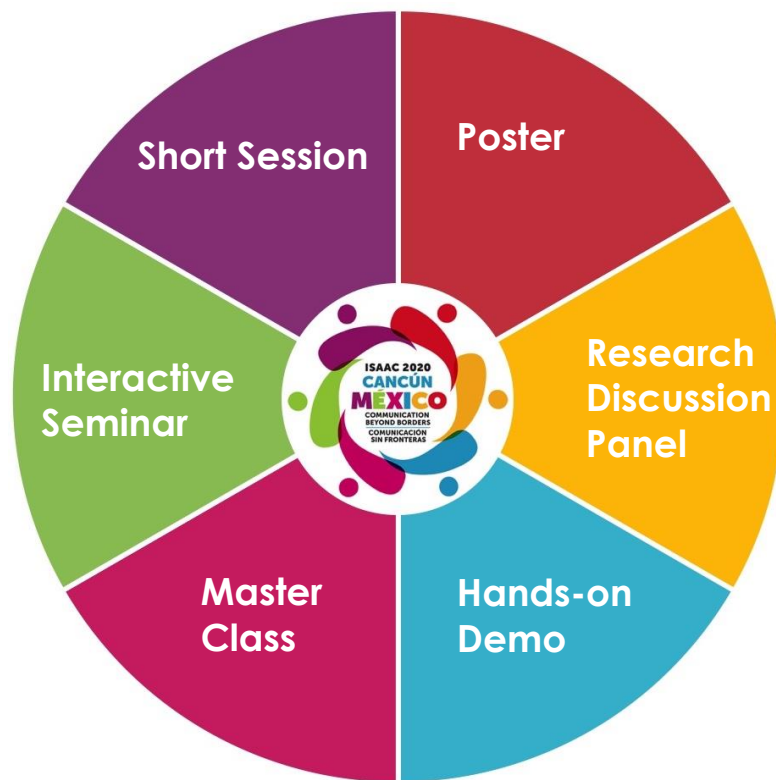 Short Session
Poster
Interactive
Seminar
ISAAC 2020
CANCÚN
MÉXICO
COMMUNICATION
BEYOND BORDERS
COMUNICACIÓN
SIN FRONTERAS
Research
Discussion
Panel
Master
Class
Hands-on
Demo